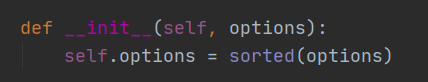 def __init__(self, options):
    self.options = sorted(options)